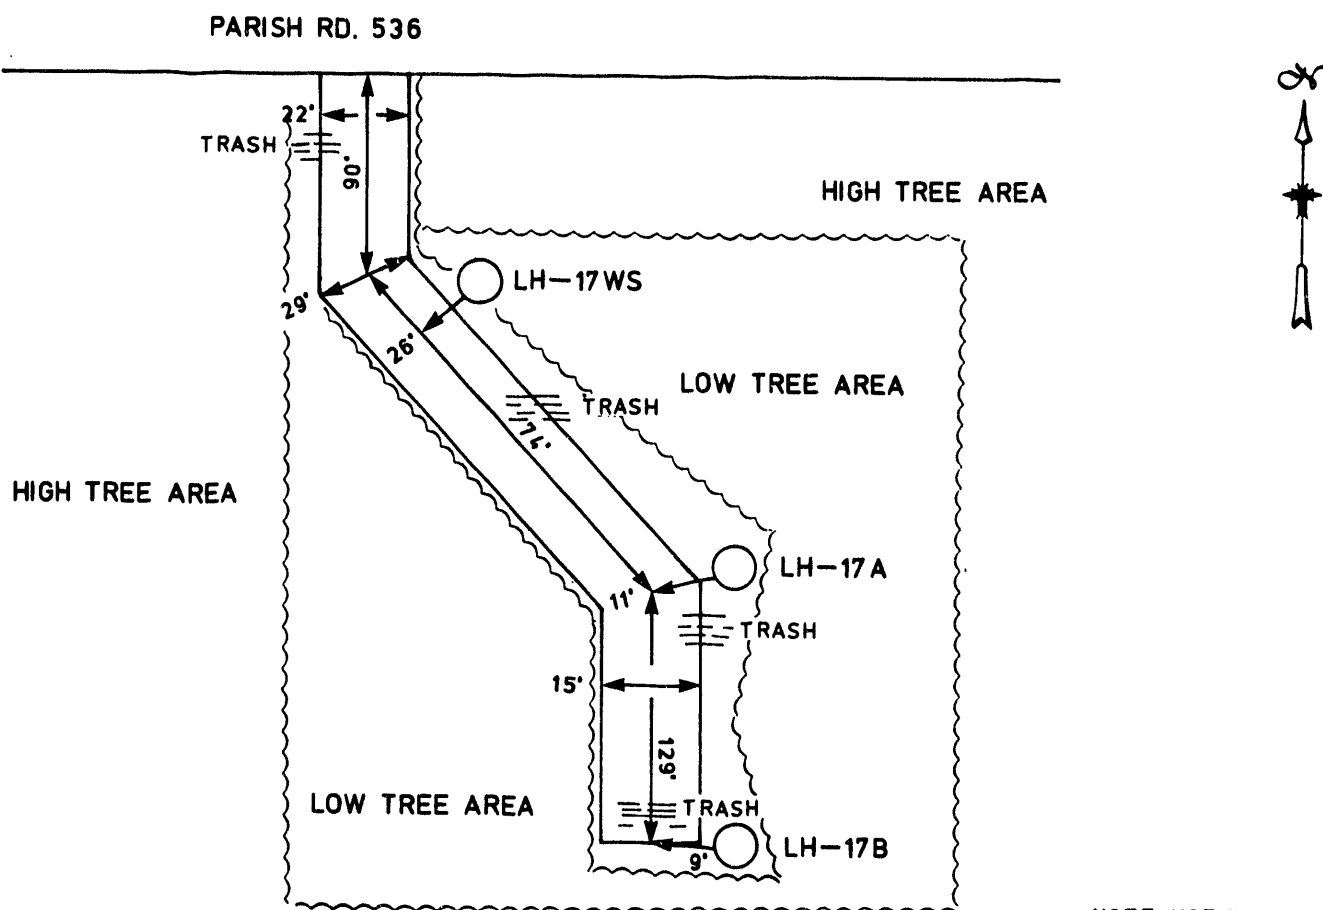 PARISH RD. 536
N
22'
TRASH
90'
HIGH TREE AREA
LH-17WS
29'
26'
LOW TREE AREA
TRASH
174'
HIGH TREE AREA
LH-17A
11'
TRASH
15'
129'
LOW TREE AREA
TRASH
LH-17B
9'